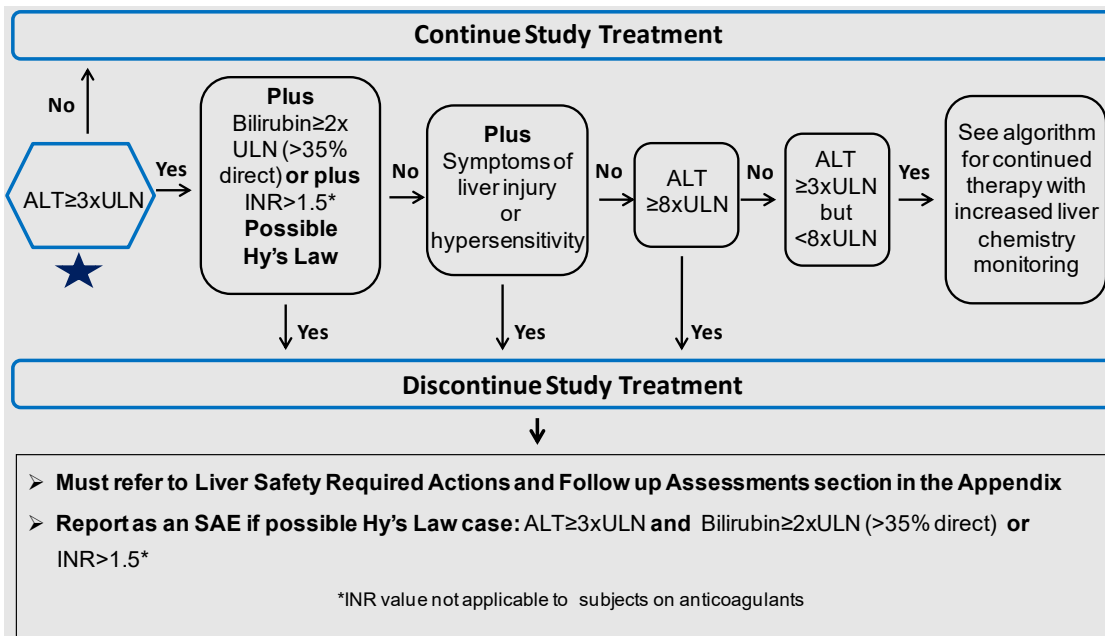 Continue Study Treatment
No
ALT≥3xULN
Yes
Plus
Bilirubin≥2x
ULN (>35%
direct) or plus
INR>1.5*
Possible
Hy's Law
No
Yes
Plus
Symptoms of
liver injury
or
hypersensitivity
No
Yes
ALT
≥8xULN
No
Yes
ALT
≥3xULN
but
<8xULN
Yes
See algorithm
for continued
therapy with
increased liver
chemistry
monitoring
Discontinue Study Treatment
➢ Must refer to Liver Safety Required Actions and Follow up Assessments section in the Appendix
➢ Report as an SAE if possible Hy's Law case: ALT≥3xULN and Bilirubin≥2xULN (>35% direct) or
INR>1.5*
*INR value not applicable to subjects on anticoagulants